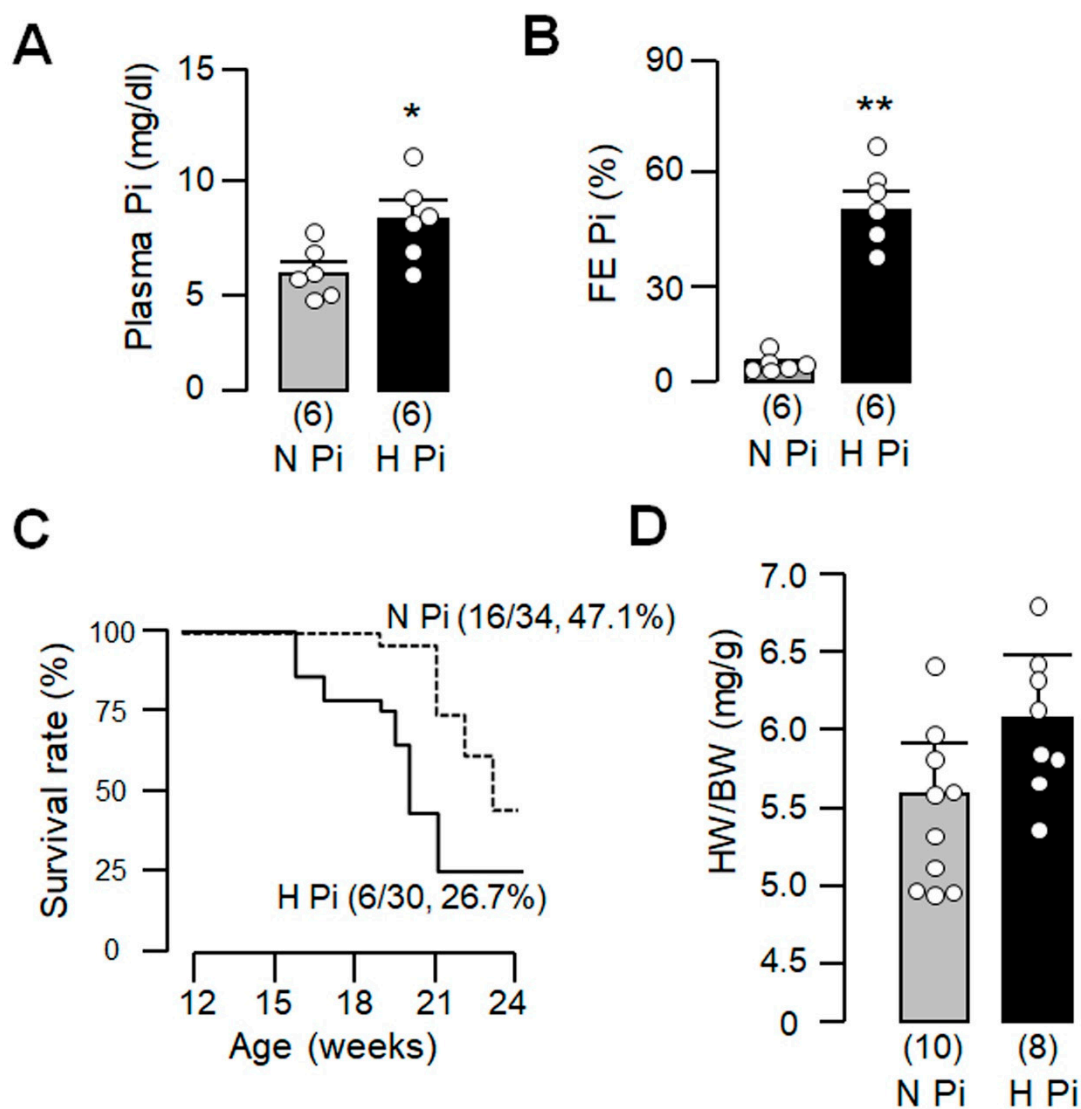 A
Plasma Pi (mg/dl)
15
10
5
0
*
(6) (6)
N Pi H Pi
B
FE Pi (%)
90
60
30
0
**
(6) (6)
N Pi H Pi
C
Survival rate (%)
100
75
50
25
0
N Pi (16/34, 47.1%)
H Pi (6/30, 26.7%)
12 15 18 21 24
Age (weeks)
D
HW/BW (mg/g)
7.0
6.5
6.0
5.5
5.0
4.5
0
(10) (8)
N Pi H Pi